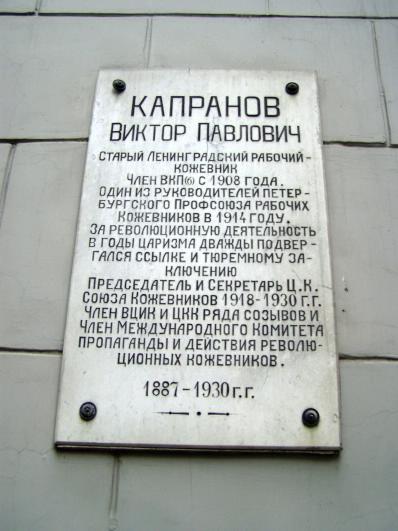 КАПРАНОВ
ВИКТОР ПАВЛОВИЧ
СТАРЫЙ ЛЕНИНГРАДСКИЙ РАБОЧИЙ-
КОЖЕВНИК
ЧЛЕН ВКП(б) С 1908 ГОДА.
ОДИН ИЗ РУКОВОДИТЕЛЕЙ ПЕТЕР-
БУРГСКОГО ПРОФСОЮЗА РАБОЧИХ
КОЖЕВНИКОВ В 1914 ГОДУ.
ЗА РЕВОЛЮЦИОННУЮ ДЕЯТЕЛЬНОСТЬ
В ГОДЫ ЦАРИЗМА ДВАЖДЫ ПОДВЕР-
ГАЛСЯ ССЫЛКЕ И ТЮРЕМНОМУ ЗА-
КЛЮЧЕНИЮ
ПРЕДСЕДАТЕЛЬ И СЕКРЕТАРЬ Ц.К.
СОЮЗА КОЖЕВНИКОВ 1918-1930 Г.Г.
ЧЛЕН ВЦИК И ЦКК РЯДА СОЗЫВОВ И
ЧЛЕН МЕЖДУНАРОДНОГО КОМИТЕТА
ПРОПАГАНДЫ И ДЕЙСТВИЯ РЕВОЛЮ-
ЦИОННЫХ КОЖЕВНИКОВ.
1887-1930 Г.Г.